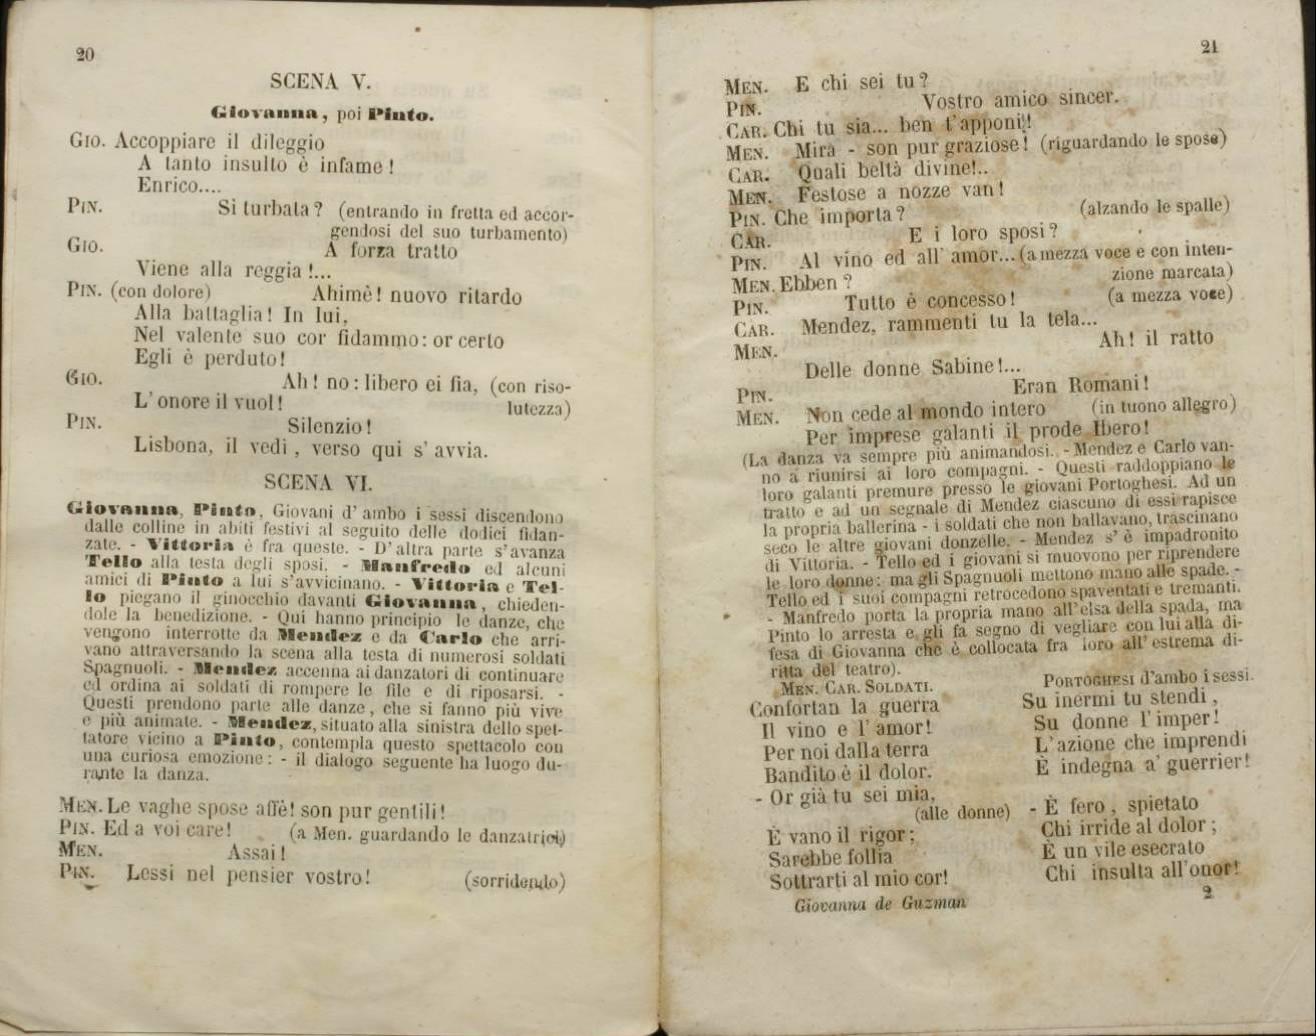 20
SCENA V.
Giovanna, poi Pinto.
GIO. Accoppiare il dileggio
A tanto insulto è infame!
Enrico....
PIN. Si turbata? (entrando in fretta ed accor-
gendosi del suo turbamento)
GIO. A forza tratto
Viene alla reggia!...
PIN. (con dolore) Ahimè! nuovo ritardo
Alla battaglia! In lui,
Nel valente suo cor fidammo: or certo
Egli è perduto!
GIO. Ah! no: libero ei fia, (con riso-
L'onore il vuol! lutezza)
PIN. Silenzio!
Lisbona, il vedi, verso qui s'avvia.
SCENA VI.
Giovanna, Pinto, Giovani d'ambo i sessi discendono
dalle colline in abiti festivi al seguito delle dodici fidan-
zate. - Vittoria è fra queste. - D'altra parte s'avanza
Tello alla testa degli sposi. - Manfredo ed alcuni
amici di Pinto a lui s'avvicinano. - Vittoria e Tel-
lo piegano il ginocchio davanti Giovanna, chieden-
dole la benedizione. - Qui hanno principio le danze, che
vengono interrotte da Mendez e da Carlo che arri-
vano attraversando la scena alla testa di numerosi soldati
Spagnuoli. - Mendez accenna ai danzatori di continuare
ed ordina ai soldati di rompere le file e di riposarsi. -
Questi prendono parte alle danze, che si fanno più vive
e più animate. - Mendez, situato alla sinistra dello spet-
tatore vicino a Pinto, contempla questo spettacolo con
una curiosa emozione: - il dialogo seguente ha luogo du-
rante la danza.
MEN. Le vaghe spose affè! son pur gentili!
PIN. Ed a voi care! (a Men. guardando le danzatrici)
MEN. Assai!
PIN. Lessi nel pensier vostro! (sorridendo)
21
MEN. E chi sei tu?
PIN. Vostro amico sincer.
CAR. Chi tu sia... ben t'apponi!
MEN. Mira - son pur graziose! (riguardando le spose)
CAR. Quali beltà divine!..
MEN. Festose a nozze van!
PIN. Che importa? (alzando le spalle)
CAR. E i loro sposi?
PIN. Al vino ed all'amor... (a mezza voce e con inten-
MEN. Ebben? zione marcata)
PIN. Tutto è concesso! (a mezza voce)
CAR. Mendez, rammenti tu la tela...
MEN. Ah! il ratto
Delle donne Sabine!...
PIN. Eran Romani!
MEN. Non cede al mondo intero (in tuono allegro)
Per imprese galanti il prode Ibero!
(La danza va sempre più animandosi. - Mendez e Carlo van-
no a riunirsi ai loro compagni. - Questi raddoppiano le
loro galanti premure presso le giovani Portoghesi. Ad un
tratto e ad un segnale di Mendez ciascuno di essi rapisce
la propria ballerina - i soldati che non ballavano, trascinano
seco le altre giovani donzelle. - Mendez s'è impadronito
di Vittoria. - Tello ed i giovani si muovono per riprendere
le loro donne: ma gli Spagnuoli mettono mano alle spade. -
Tello ed i suoi compagni retrocedono spaventati e tremanti.
- Manfredo porta la propria mano all'elsa della spada, ma
Pinto lo arresta e gli fa segno di vegliare con lui alla di-
fesa di Giovanna che è collocata fra loro all'estrema di-
ritta del teatro).
MEN. CAR. SOLDATI.
Confortan la guerra
Il vino e l'amor!
Per noi dalla terra
Bandito è il dolor.
- Or già tu sei mia,
(alle donne)
È vano il rigor;
Sarebbe follia
Sottrarti al mio cor!
PORTOGHESI d'ambo i sessi.
Su inermi tu stendi,
Su donne l'imper!
L'azione che imprendi
È indegna a' guerrier!
- È fero, spietato
Chi irride al dolor;
È un vile esecrato
Chi insulta all'onor!
Giovanna de Guzman
2